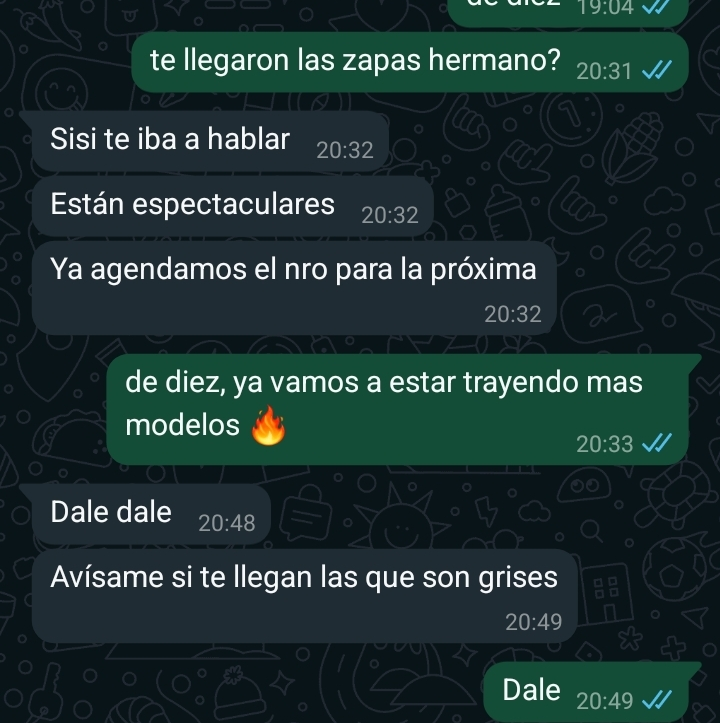 de diez 19:04
te llegaron las zapas hermano? 20:31
Sisi te iba a hablar 20:32
Están espectaculares 20:32
Ya agendamos el nro para la próxima
20:32
de diez, ya vamos a estar trayendo mas
modelos 🔥 20:33
Dale dale 20:48
Avísame si te llegan las que son grises
20:49
Dale 20:49